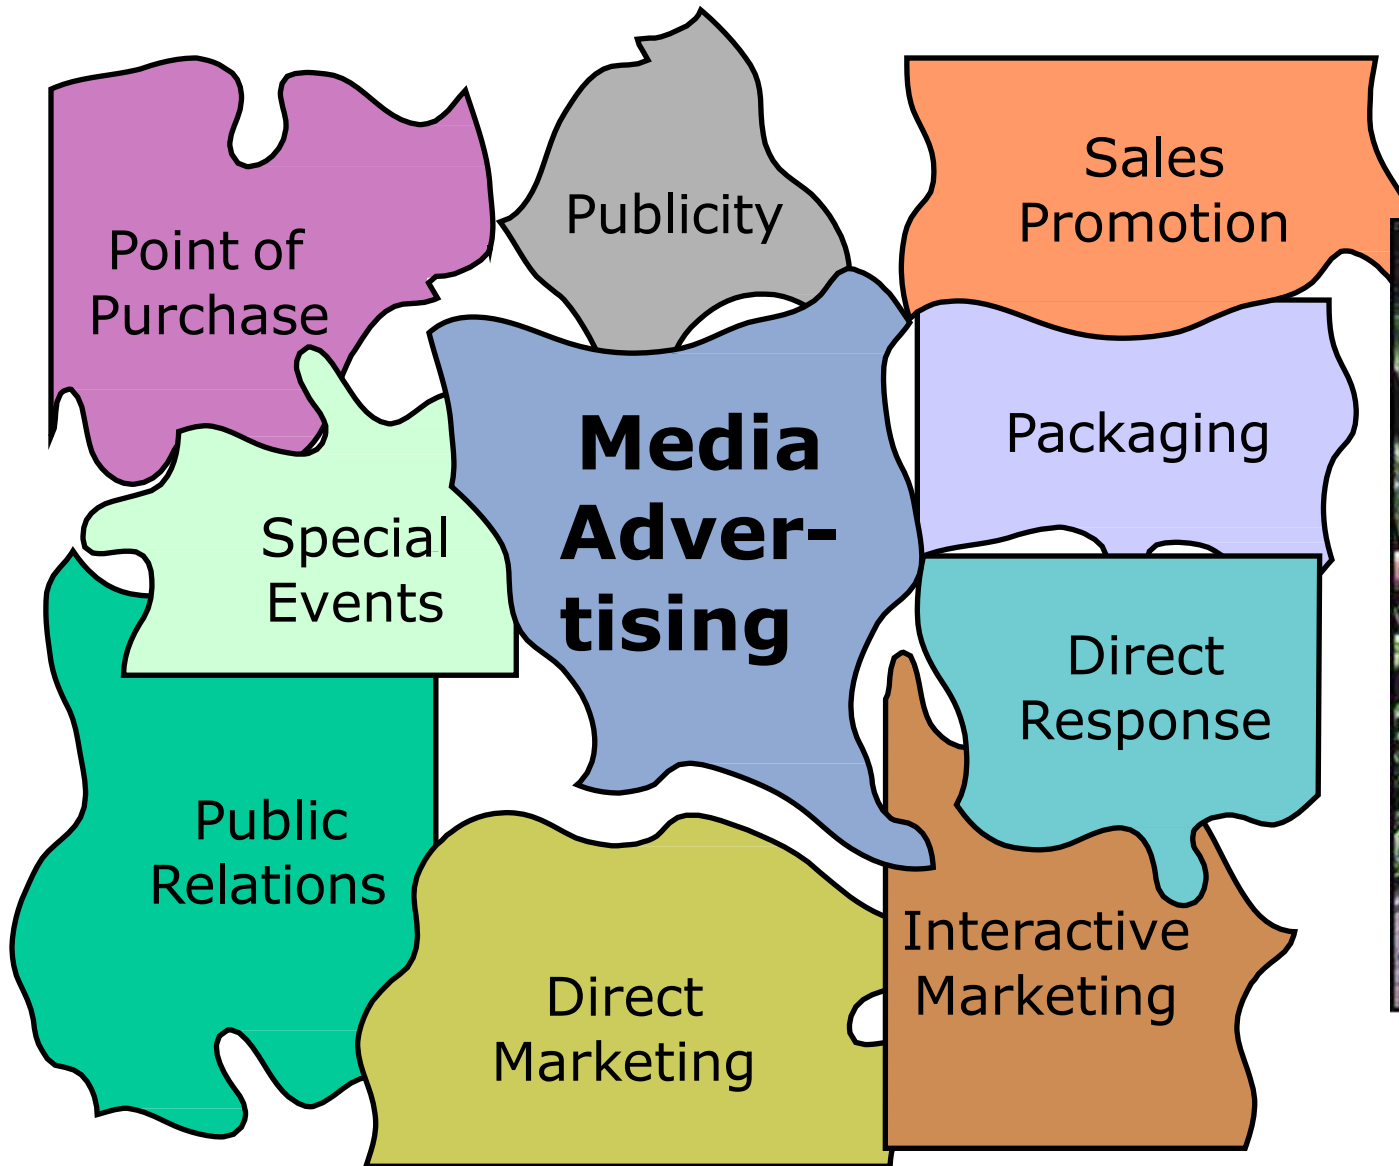 Publicity
Sales
Promotion
Point of
Purchase
Media
Adver-
tising
Packaging
Special
Events
Direct
Response
Public
Relations
Interactive
Marketing
Direct
Marketing